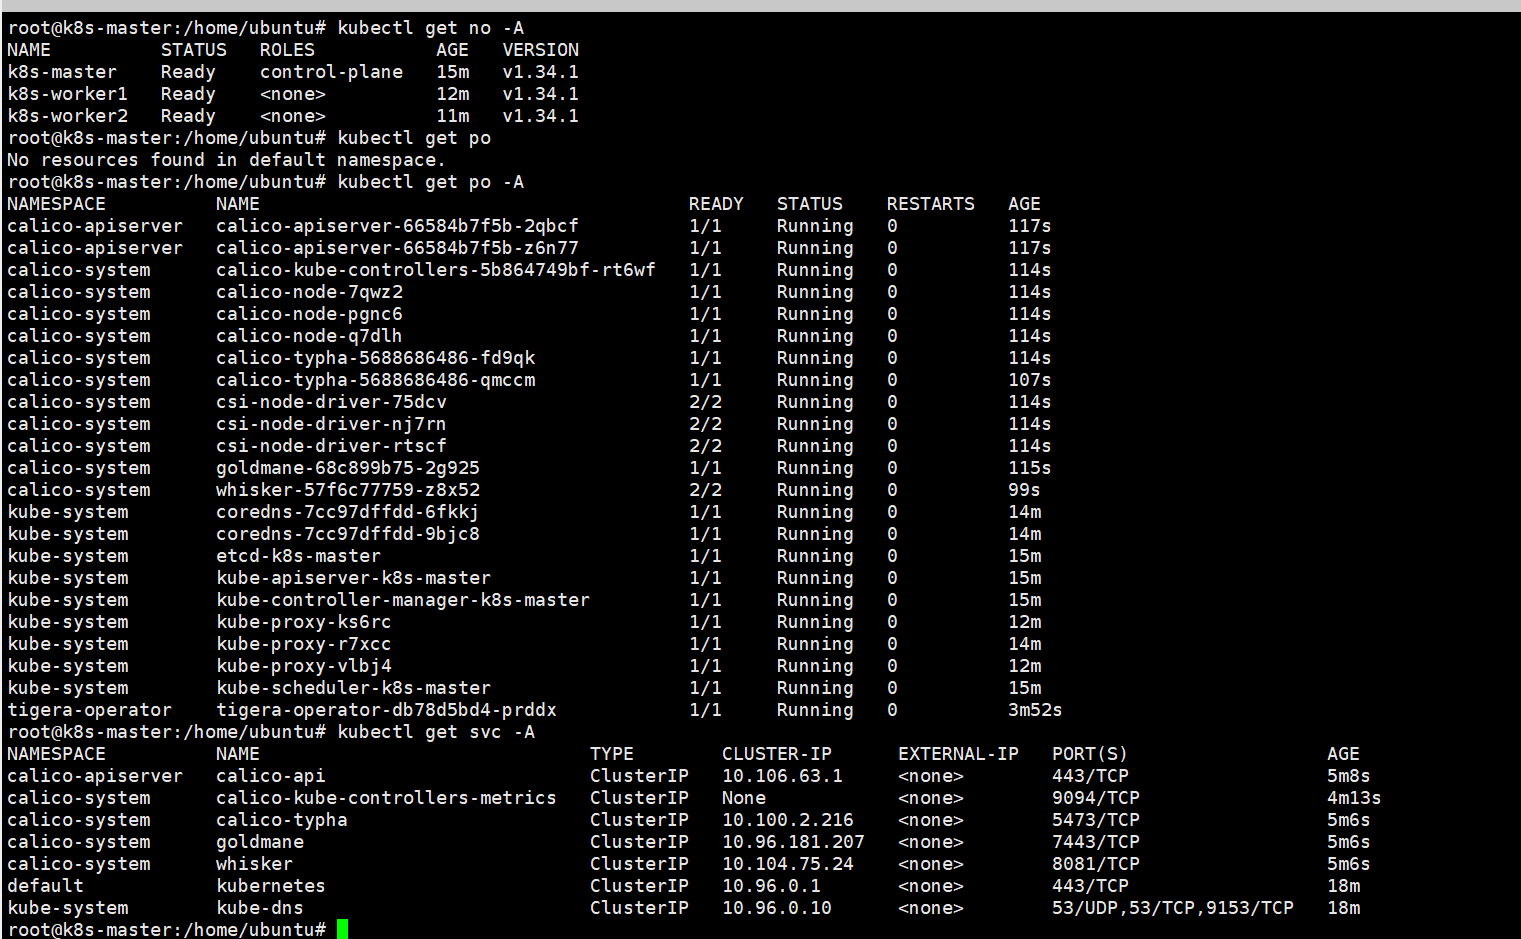 root@k8s-master:/home/ubuntu# kubectl get no -A
NAME          STATUS   ROLES           AGE   VERSION
k8s-master    Ready    control-plane   15m   v1.34.1
k8s-worker1   Ready    <none>          12m   v1.34.1
k8s-worker2   Ready    <none>          11m   v1.34.1
root@k8s-master:/home/ubuntu# kubectl get po
No resources found in default namespace.
root@k8s-master:/home/ubuntu# kubectl get po -A
NAMESPACE          NAME                                       READY   STATUS    RESTARTS   AGE
calico-apiserver   calico-apiserver-66584b7f5b-2qbcf          1/1     Running   0          117s
calico-apiserver   calico-apiserver-66584b7f5b-z6n77          1/1     Running   0          117s
calico-system      calico-kube-controllers-5b864749bf-rt6wf   1/1     Running   0          114s
calico-system      calico-node-7qwz2                          1/1     Running   0          114s
calico-system      calico-node-pgnc6                          1/1     Running   0          114s
calico-system      calico-node-q7dlh                          1/1     Running   0          114s
calico-system      calico-typha-5688686486-fd9qk              1/1     Running   0          114s
calico-system      calico-typha-5688686486-qmccm              1/1     Running   0          107s
calico-system      csi-node-driver-75dcv                      2/2     Running   0          114s
calico-system      csi-node-driver-nj7rn                      2/2     Running   0          114s
calico-system      csi-node-driver-rtscf                      2/2     Running   0          114s
calico-system      goldmane-68c899b75-2g925                   1/1     Running   0          115s
calico-system      whisker-57f6c77759-z8x52                   2/2     Running   0          99s
kube-system        coredns-7cc97dffdd-6fkkj                   1/1     Running   0          14m
kube-system        coredns-7cc97dffdd-9bjc8                   1/1     Running   0          14m
kube-system        etcd-k8s-master                            1/1     Running   0          15m
kube-system        kube-apiserver-k8s-master                  1/1     Running   0          15m
kube-system        kube-controller-manager-k8s-master         1/1     Running   0          15m
kube-system        kube-proxy-ks6rc                           1/1     Running   0          12m
kube-system        kube-proxy-r7xcc                           1/1     Running   0          14m
kube-system        kube-proxy-vlbj4                           1/1     Running   0          12m
kube-system        kube-scheduler-k8s-master                  1/1     Running   0          15m
tigera-operator    tigera-operator-db78d5bd4-prddx            1/1     Running   0          3m52s
root@k8s-master:/home/ubuntu# kubectl get svc -A
NAMESPACE          NAME                              TYPE        CLUSTER-IP      EXTERNAL-IP   PORT(S)                  AGE
calico-apiserver   calico-api                        ClusterIP   10.106.63.1     <none>        443/TCP                  5m8s
calico-system      calico-kube-controllers-metrics   ClusterIP   None            <none>        9094/TCP                 4m13s
calico-system      calico-typha                      ClusterIP   10.100.2.216    <none>        5473/TCP                 5m6s
calico-system      goldmane                          ClusterIP   10.96.181.207   <none>        7443/TCP                 5m6s
calico-system      whisker                           ClusterIP   10.104.75.24    <none>        8081/TCP                 5m6s
default            kubernetes                        ClusterIP   10.96.0.1       <none>        443/TCP                  18m
kube-system        kube-dns                          ClusterIP   10.96.0.10      <none>        53/UDP,53/TCP,9153/TCP   18m
root@k8s-master:/home/ubuntu#